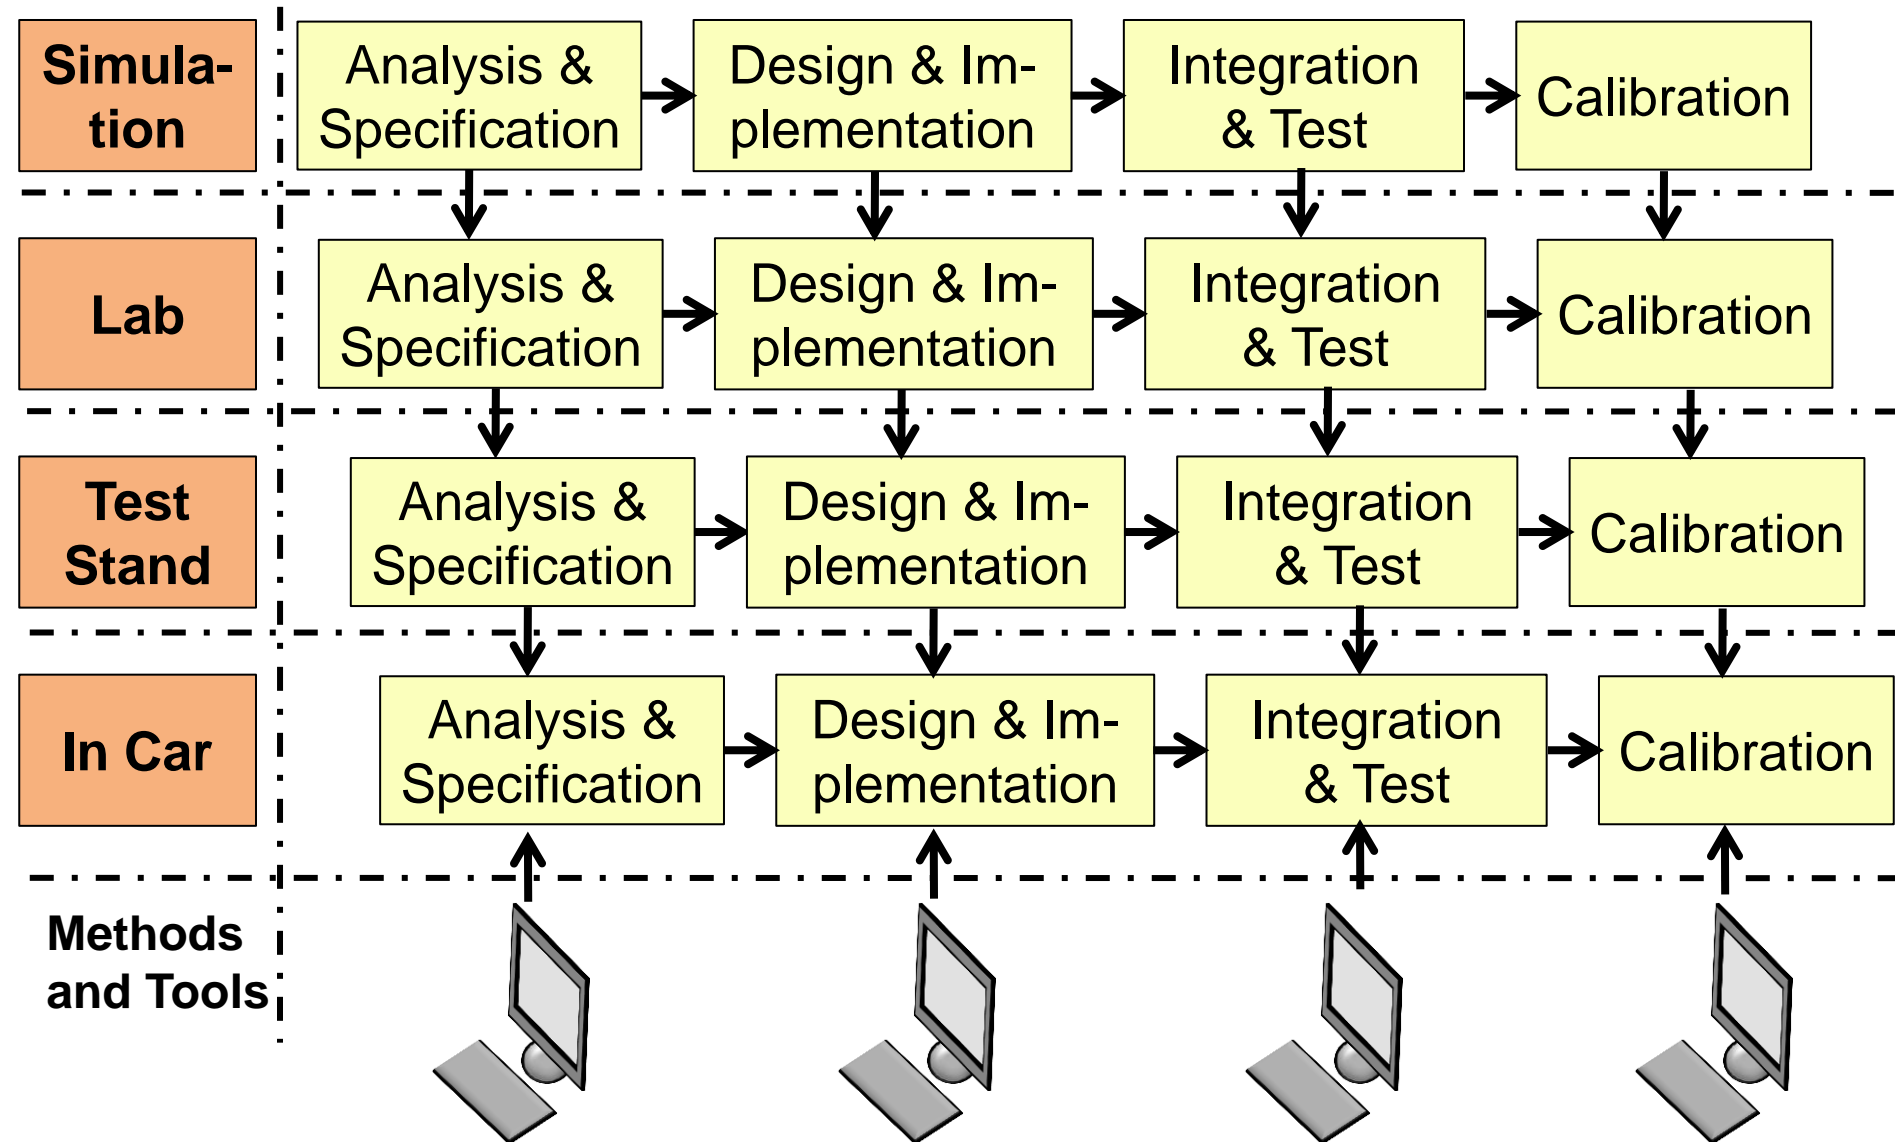 Simula-
tion
Analysis &
Specification
Design & Im-
plementation
Integration
& Test
Calibration
Lab
Analysis &
Specification
Design & Im-
plementation
Integration
& Test
Calibration
Test
Stand
Analysis &
Specification
Design & Im-
plementation
Integration
& Test
Calibration
In Car
Analysis &
Specification
Design & Im-
plementation
Integration
& Test
Calibration
Methods
and Tools